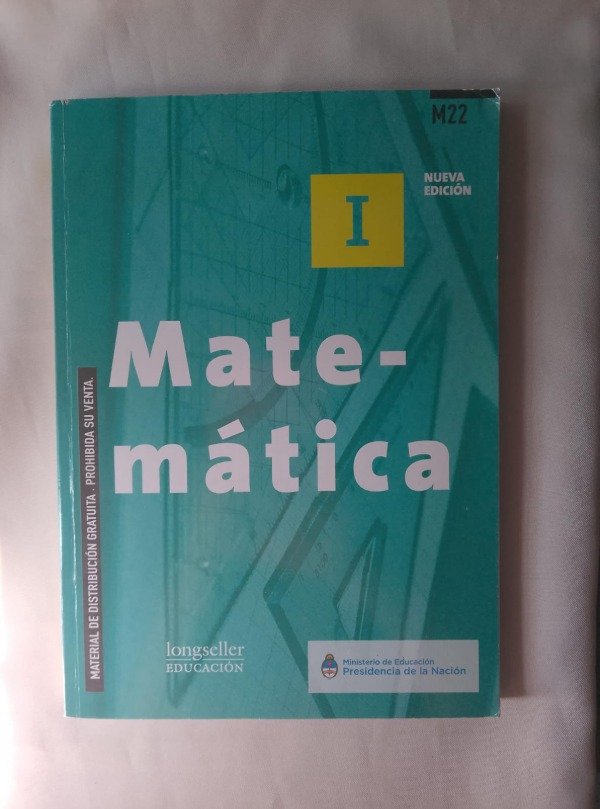 M22
NUEVA
EDICIÓN
I
Mate-
mática
MATERIAL DE DISTRIBUCIÓN GRATUITA . PROHIBIDA SU VENTA.
longseller
EDUCACIÓN
Ministerio de Educación
Presidencia de la Nación